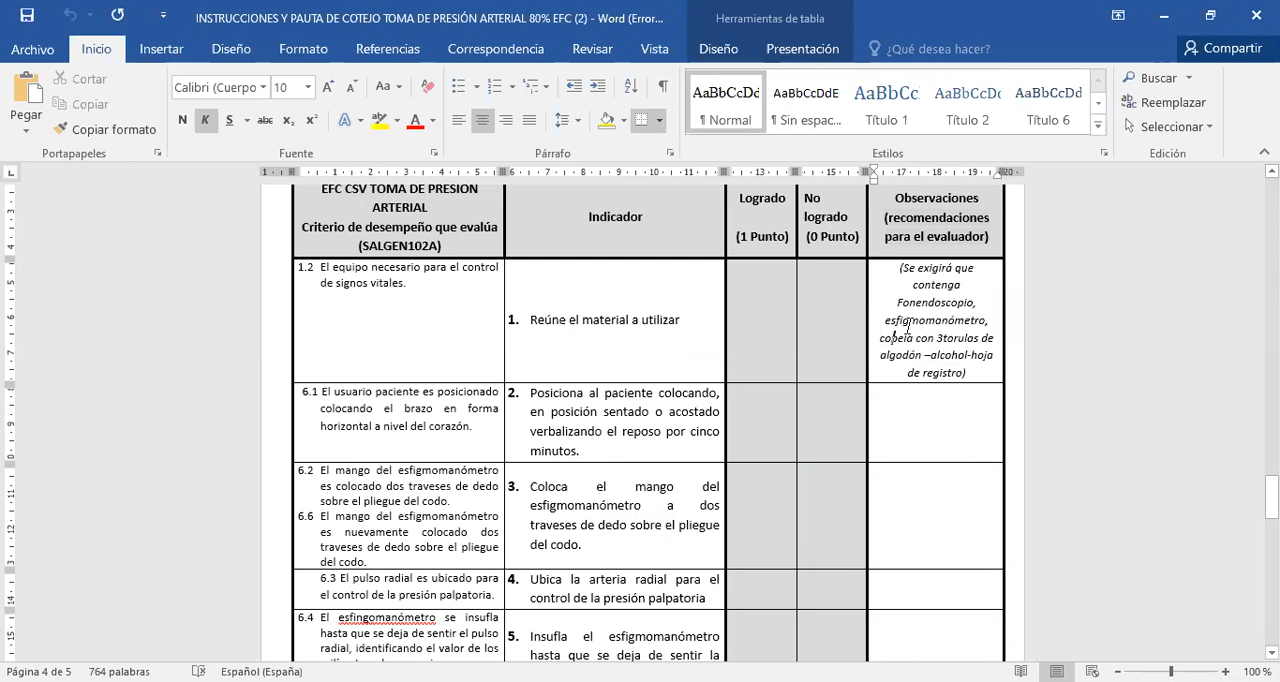 INSTRUCCIONES Y PAUTA DE COTEJO TOMA DE PRESIÓN ARTERIAL 80% EFC (2) - Word (Error...
Herramientas de tabla
Archivo
Inicio
Insertar
Diseño
Formato
Referencias
Correspondencia
Revisar
Vista
Diseño
Presentación
¿Qué desea hacer?
Compartir
Pegar
Cortar
Copiar
Copiar formato
Portapapeles
Calibri (Cuerpo
10
A A Aa
N K S abc x₂ x² A A
Fuente
Párrafo
AaBbCcDd
¶ Normal
AaBbCcDdE
¶ Sin espac...
AaBbCc
Título 1
AaBbCcDc
Título 2
AaBbCcDd
Título 6
Estilos
Buscar
Reemplazar
Seleccionar
Edición
EFC CSV TOMA DE PRESION
ARTERIAL
Criterio de desempeño que evalúa
(SALGEN102A)
Indicador
Logrado
(1 Punto)
No
logrado
(0 Punto)
Observaciones
(recomendaciones
para el evaluador)
1.2 El equipo necesario para el control
de signos vitales.
1. Reúne el material a utilizar
(Se exigirá que
contenga
Fonendoscopio,
esfignomanómetro,
copela con 3torulas de
algodón –alcohol-hoja
de registro)
6.1 El usuario paciente es posicionado
colocando el brazo en forma
horizontal a nivel del corazón.
2. Posiciona al paciente colocando,
en posición sentado o acostado
verbalizando el reposo por cinco
minutos.
6.2 El mango del esfigmomanómetro
es colocado dos traveses de dedo
sobre el pliegue del codo.
6.6 El mango del esfigmomanómetro
es nuevamente colocado dos
traveses de dedo sobre el pliegue
del codo.
3. Coloca el mango del
esfigmomanómetro a dos
traveses de dedo sobre el pliegue
del codo.
6.3 El pulso radial es ubicado para
el control de la presión palpatoria.
4. Ubica la arteria radial para el
control de la presión palpatoria
6.4 El esfingomanómetro se insufla
hasta que se deja de sentir el pulso
radial, identificando el valor de los
5. Insufla el esfigmomanómetro
hasta que se deja de sentir la
Página 4 de 5
764 palabras
Español (España)
100 %